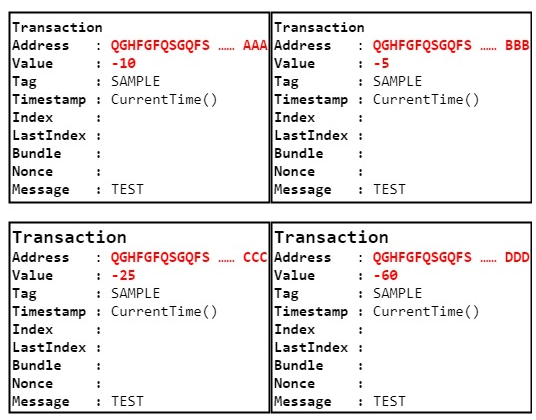 Transaction
Address : QGHFGFQSGQFS …… AAA
Value : -10
Tag : SAMPLE
Timestamp : CurrentTime()
Index :
LastIndex :
Bundle :
Nonce :
Message : TEST
Transaction
Address : QGHFGFQSGQFS …… BBB
Value : -5
Tag : SAMPLE
Timestamp : CurrentTime()
Index :
LastIndex :
Bundle :
Nonce :
Message : TEST
Transaction
Address : QGHFGFQSGQFS …… CCC
Value : -25
Tag : SAMPLE
Timestamp : CurrentTime()
Index :
LastIndex :
Bundle :
Nonce :
Message : TEST
Transaction
Address : QGHFGFQSGQFS …… DDD
Value : -60
Tag : SAMPLE
Timestamp : CurrentTime()
Index :
LastIndex :
Bundle :
Nonce :
Message : TEST